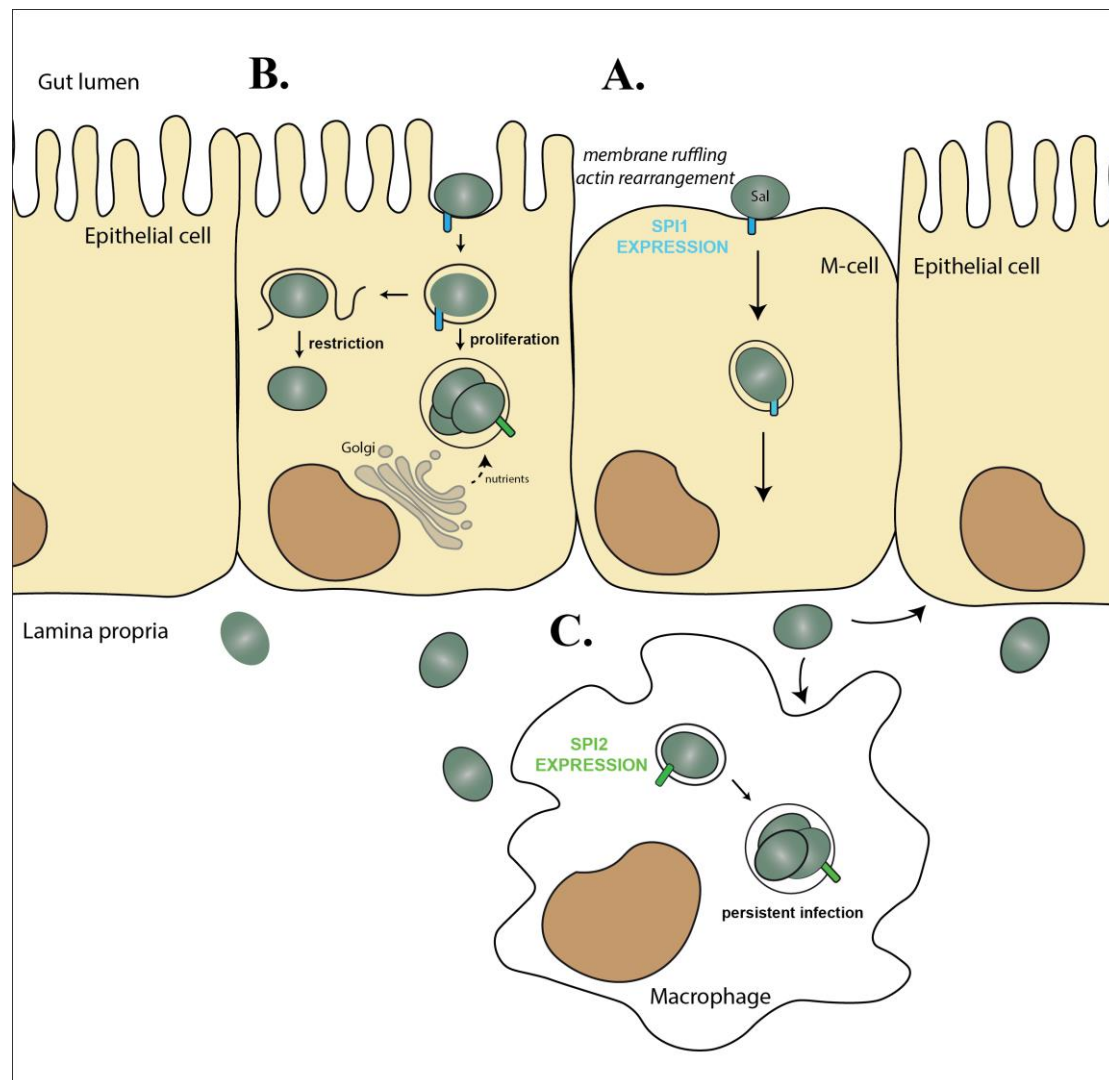 B.
A.
Gut lumen
membrane ruffling
actin rearrangement
Sal
SPI1
EXPRESSION
Epithelial cell
M-cell
Epithelial cell
restriction
proliferation
Golgi
nutrients
Lamina propria
C.
SPI2
EXPRESSION
persistent infection
Macrophage